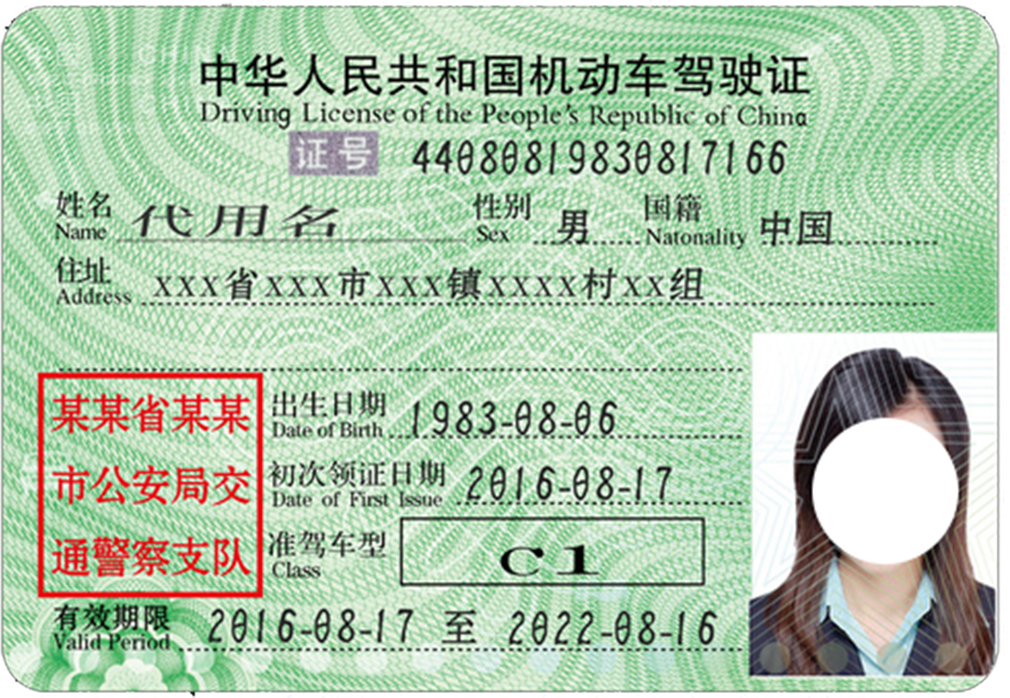 中华人民共和国机动车驾驶证
Driving License of the People's Republic of China
证号 440808198308817166
姓名 代用名 性别 男 国籍 中国
Name Sex Natonality
住址 xxx省xxx市xxx镇xxxx村xx组
Address
某某省某某
市公安局交
通警察支队
出生日期 1983-08-06
Date of Birth
初次领证日期 2016-08-17
Date of First Issue
准驾车型 C1
Class
有效期限 2016-08-17 至 2022-08-16
Valid Period